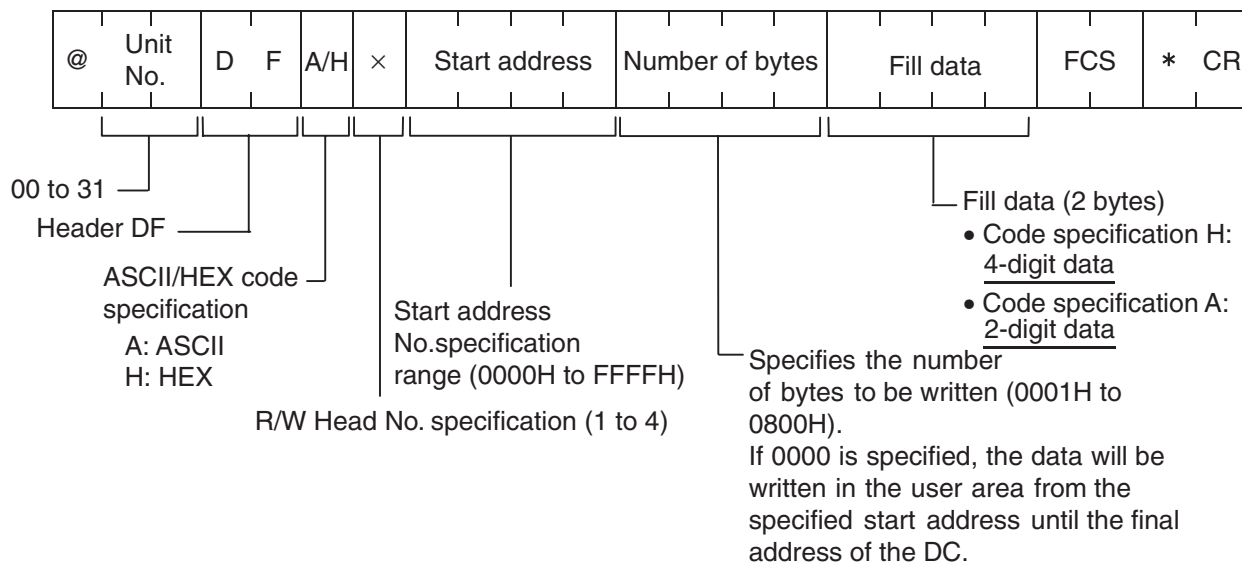 @ Unit No. D F A/H × Start address Number of bytes Fill data FCS * CR
00 to 31
Header DF
ASCII/HEX code
specification
A: ASCII
H: HEX
R/W Head No. specification (1 to 4)
Start address
No.specification
range (0000H to FFFFH)
Specifies the number
of bytes to be written (0001H to
0800H).
If 0000 is specified, the data will be
written in the user area from the
specified start address until the final
address of the DC.
Fill data (2 bytes)
• Code specification H:
4-digit data
• Code specification A:
2-digit data